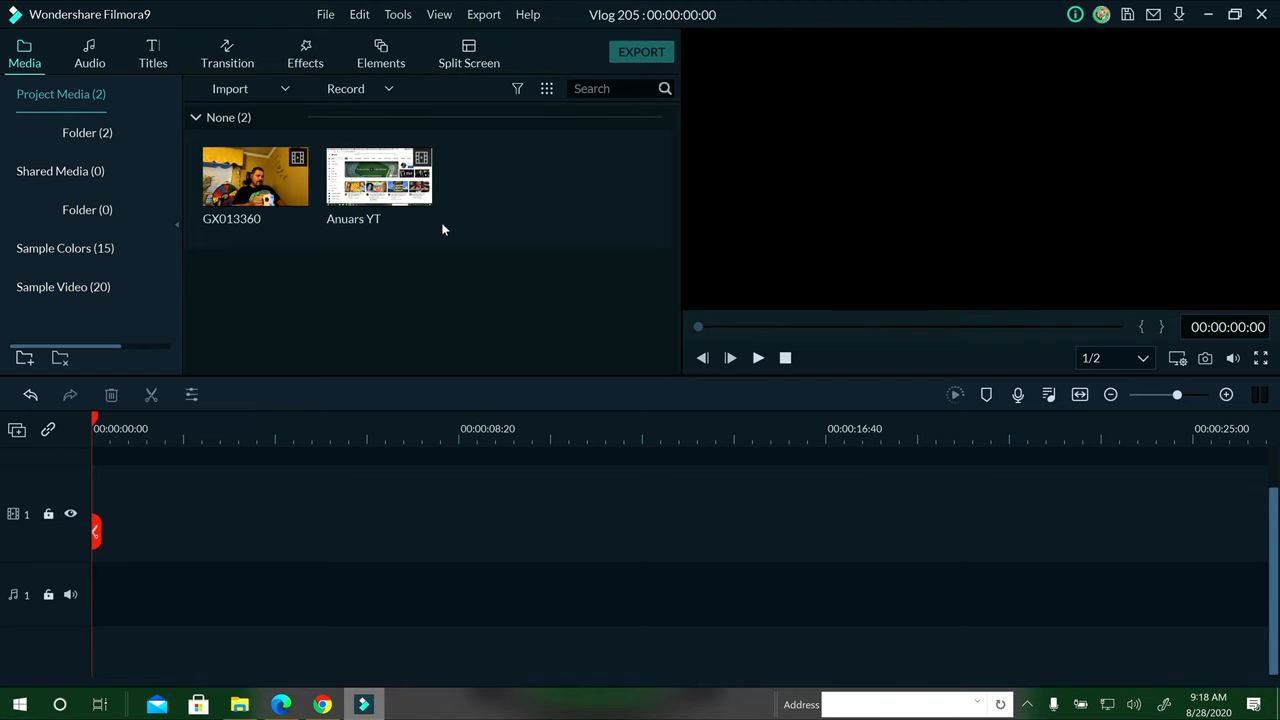 Wondershare Filmora9
File Edit Tools View Export Help
Vlog 205 : 00:00:00:00
Media Audio Titles Transition Effects Elements Split Screen
EXPORT
Import Record Search
Project Media (2)
Folder (2)
Shared Media
Folder (0)
Sample Colors (15)
Sample Video (20)
None (2)
GX013360 Anuars YT
{ } 00:00:00:00
1/2
00:00:00:00 00:00:08:20 00:00:16:40 00:00:25:00
1
1
Address
9:18 AM
8/28/2020